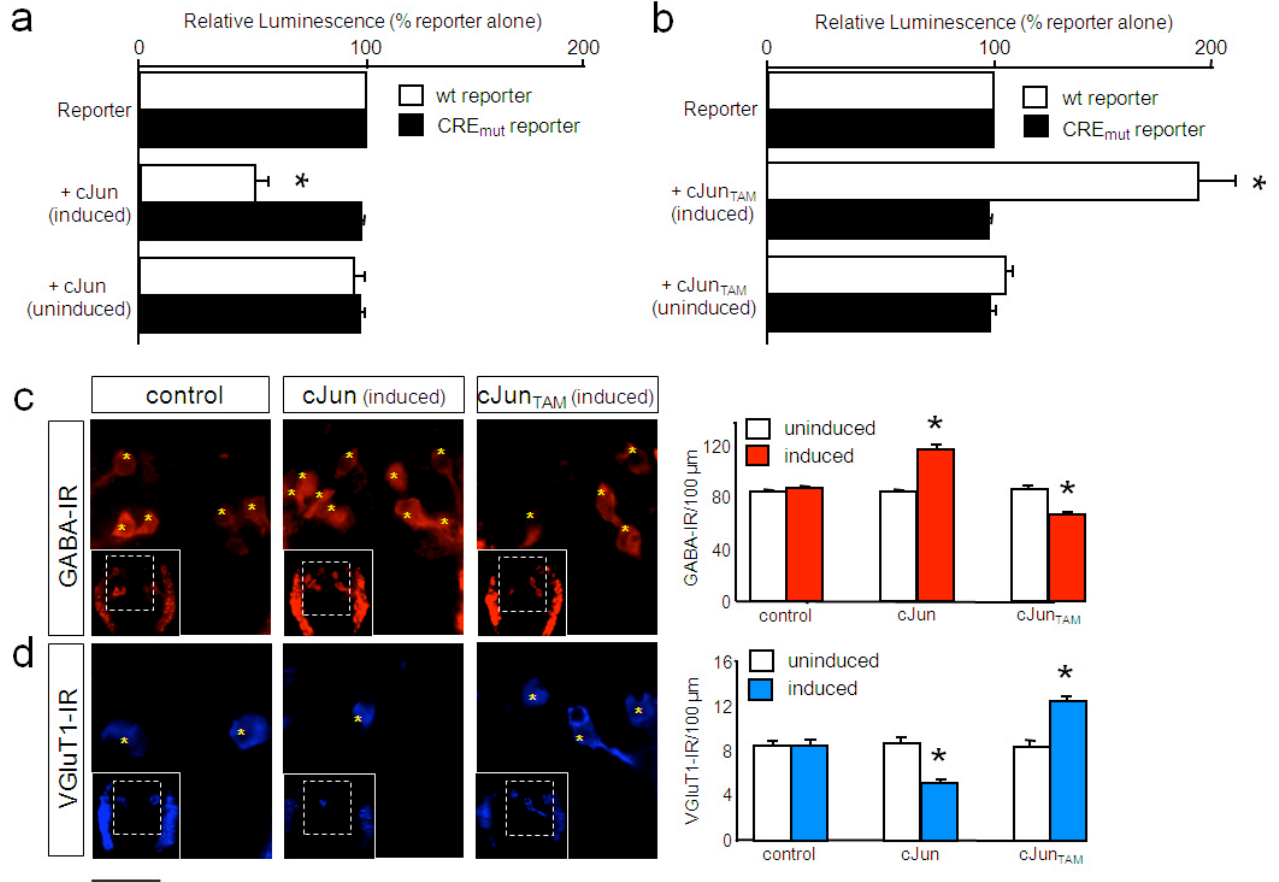 a
Relative Luminescence (% reporter alone)
0 100 200
wt reporter
CREmut reporter
Reporter
+ cJun
(induced)
*
+ cJun
(uninduced)
b
Relative Luminescence (% reporter alone)
0 100 200
wt reporter
CREmut reporter
Reporter
+ cJunTAM
(induced)
*
+ cJunTAM
(uninduced)
c
control
cJun (induced)
cJunTAM (induced)
GABA-IR
uninduced
induced
GABA-IR/100 µm
120
80
40
0
* *
control cJun cJunTAM
d
VGluT1-IR
uninduced
induced
VGluT1-IR/100 µm
16
12
8
4
0
* *
control cJun cJunTAM